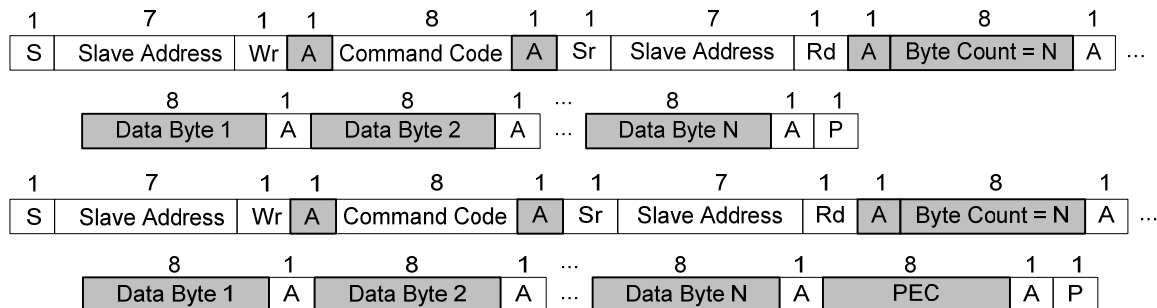 1 7 1 1 8 1 1 7 1 1 8 1
S Slave Address Wr A Command Code A Sr Slave Address Rd A Byte Count = N A ...
8 1 8 1 ... 8 1 1
Data Byte 1 A Data Byte 2 A ... Data Byte N A P
1 7 1 1 8 1 1 7 1 1 8 1
S Slave Address Wr A Command Code A Sr Slave Address Rd A Byte Count = N A ...
8 1 8 1 ... 8 1 8 1 1
Data Byte 1 A Data Byte 2 A ... Data Byte N A PEC A P